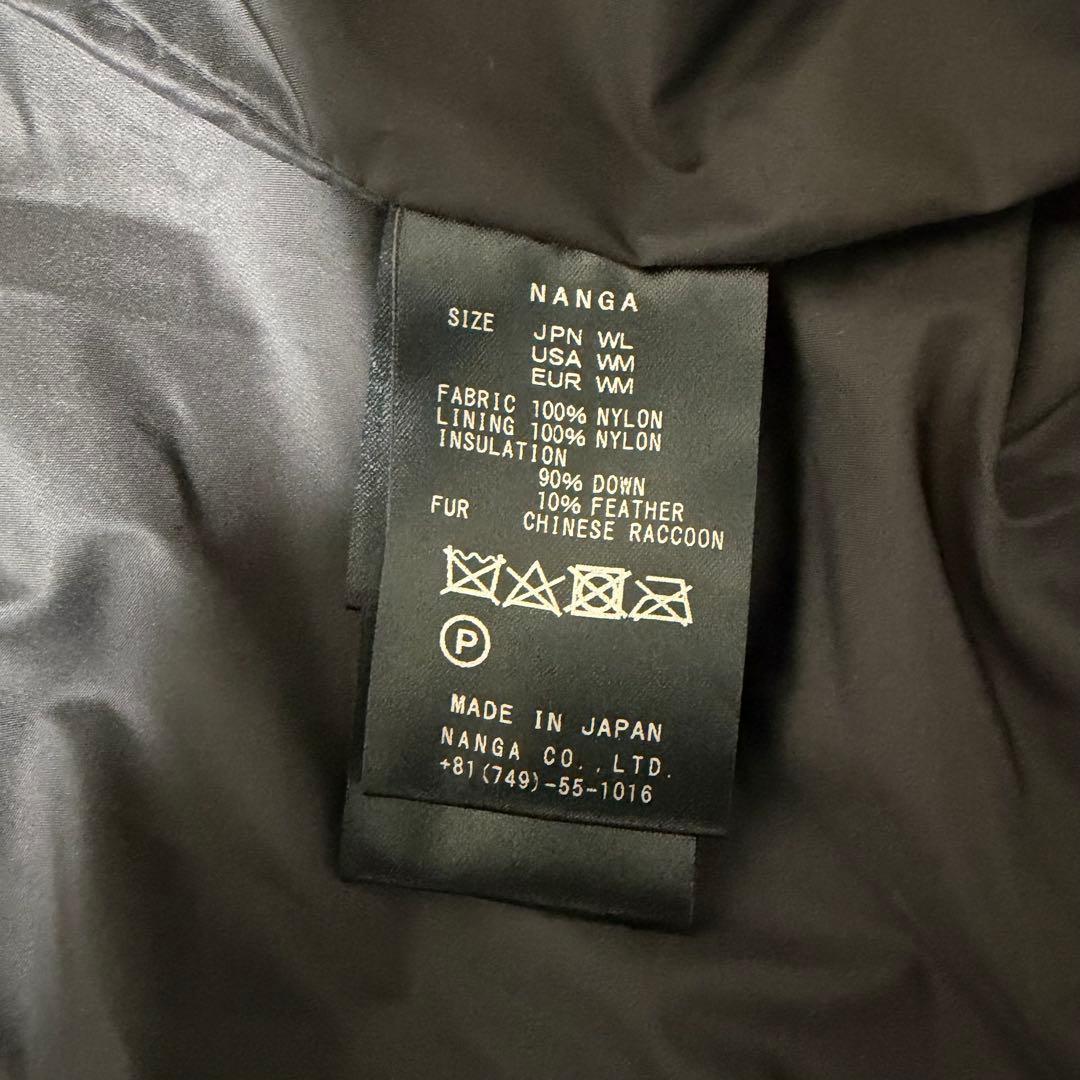 NANGA
SIZE JPN WL
USA WM
EUR WM
FABRIC 100% NYLON
LINING 100% NYLON
INSULATION
90% DOWN
10% FEATHER
FUR CHINESE RACCOON
P
MADE IN JAPAN
NANGA CO.,LTD.
+81(749)-55-1016